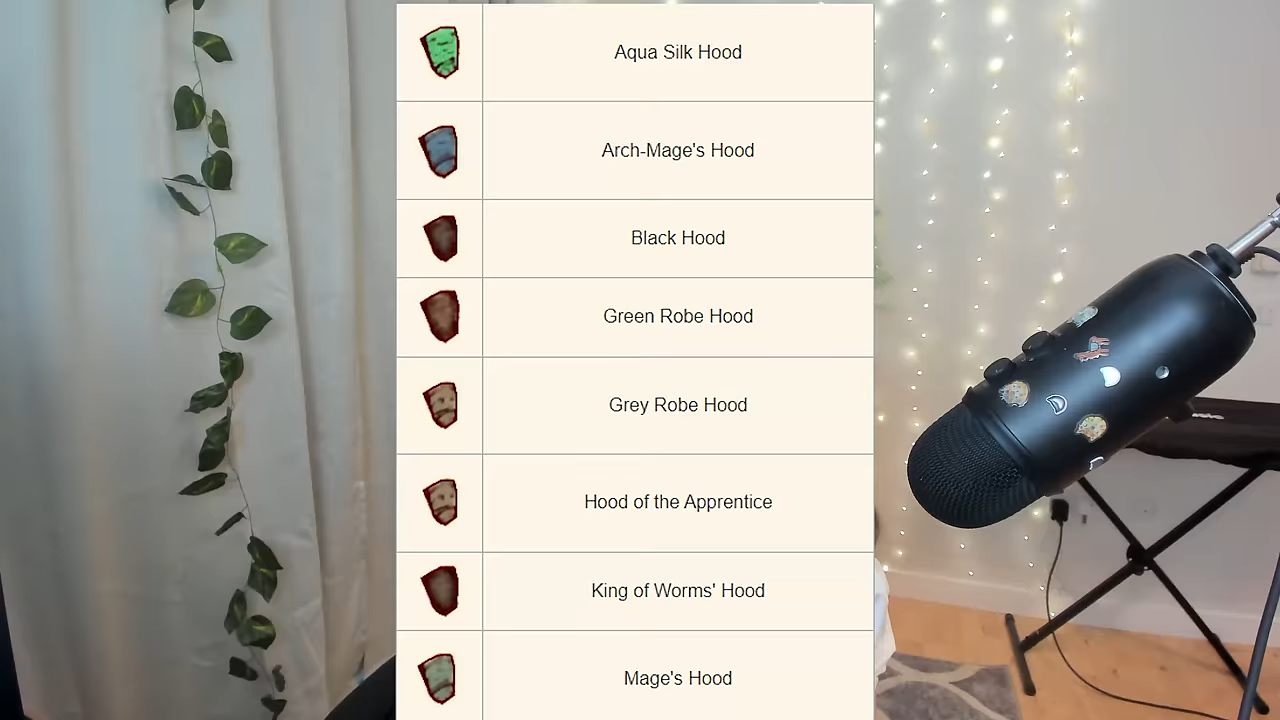 Aqua Silk Hood
Arch-Mage's Hood
Black Hood
Green Robe Hood
Grey Robe Hood
Hood of the Apprentice
King of Worms' Hood
Mage's Hood